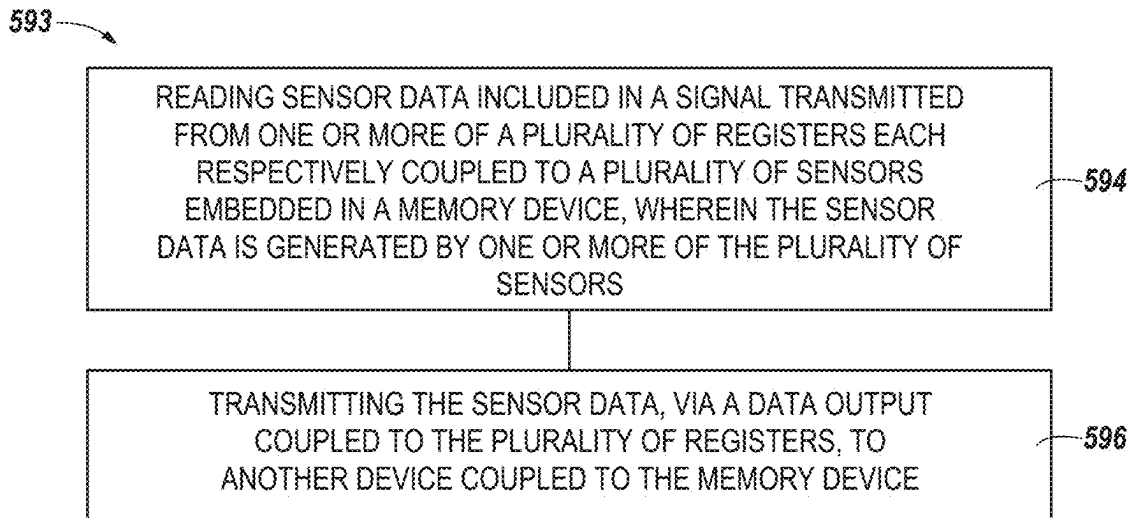 593
READING SENSOR DATA INCLUDED IN A SIGNAL TRANSMITTED
FROM ONE OR MORE OF A PLURALITY OF REGISTERS EACH
RESPECTIVELY COUPLED TO A PLURALITY OF SENSORS
EMBEDDED IN A MEMORY DEVICE, WHEREIN THE SENSOR
DATA IS GENERATED BY ONE OR MORE OF THE PLURALITY OF
SENSORS
594
TRANSMITTING THE SENSOR DATA, VIA A DATA OUTPUT
COUPLED TO THE PLURALITY OF REGISTERS, TO
ANOTHER DEVICE COUPLED TO THE MEMORY DEVICE
596